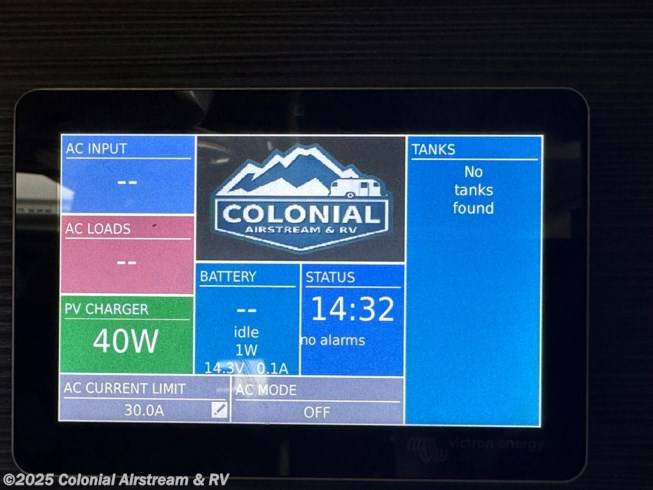 AC INPUT
--
AC LOADS
--
PV CHARGER
40W
COLONIAL
AIRSTREAM & RV
BATTERY
--
idle
1W
14.3V 0.1A
STATUS
14:32
no alarms
TANKS
No
tanks
found
AC CURRENT LIMIT
30.0A
AC MODE
OFF
victron energy
©2025 Colonial Airstream & RV